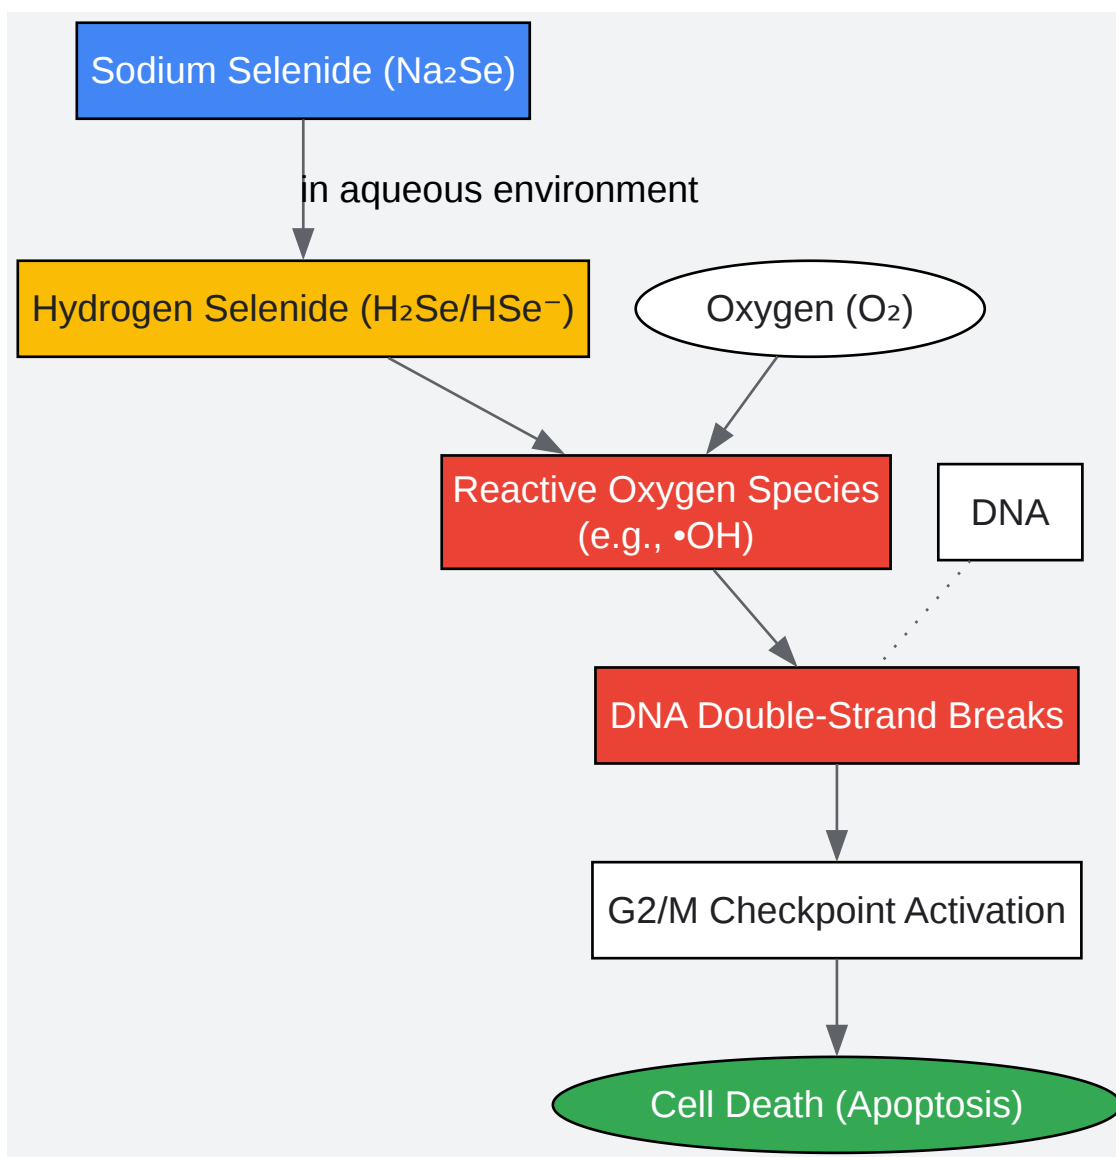 Sodium Selenide (Na₂Se)
in aqueous environment
Hydrogen Selenide (H₂Se/HSe⁻)
Oxygen (O₂)
Reactive Oxygen Species
(e.g., •OH)
DNA
DNA Double-Strand Breaks
G2/M Checkpoint Activation
Cell Death (Apoptosis)